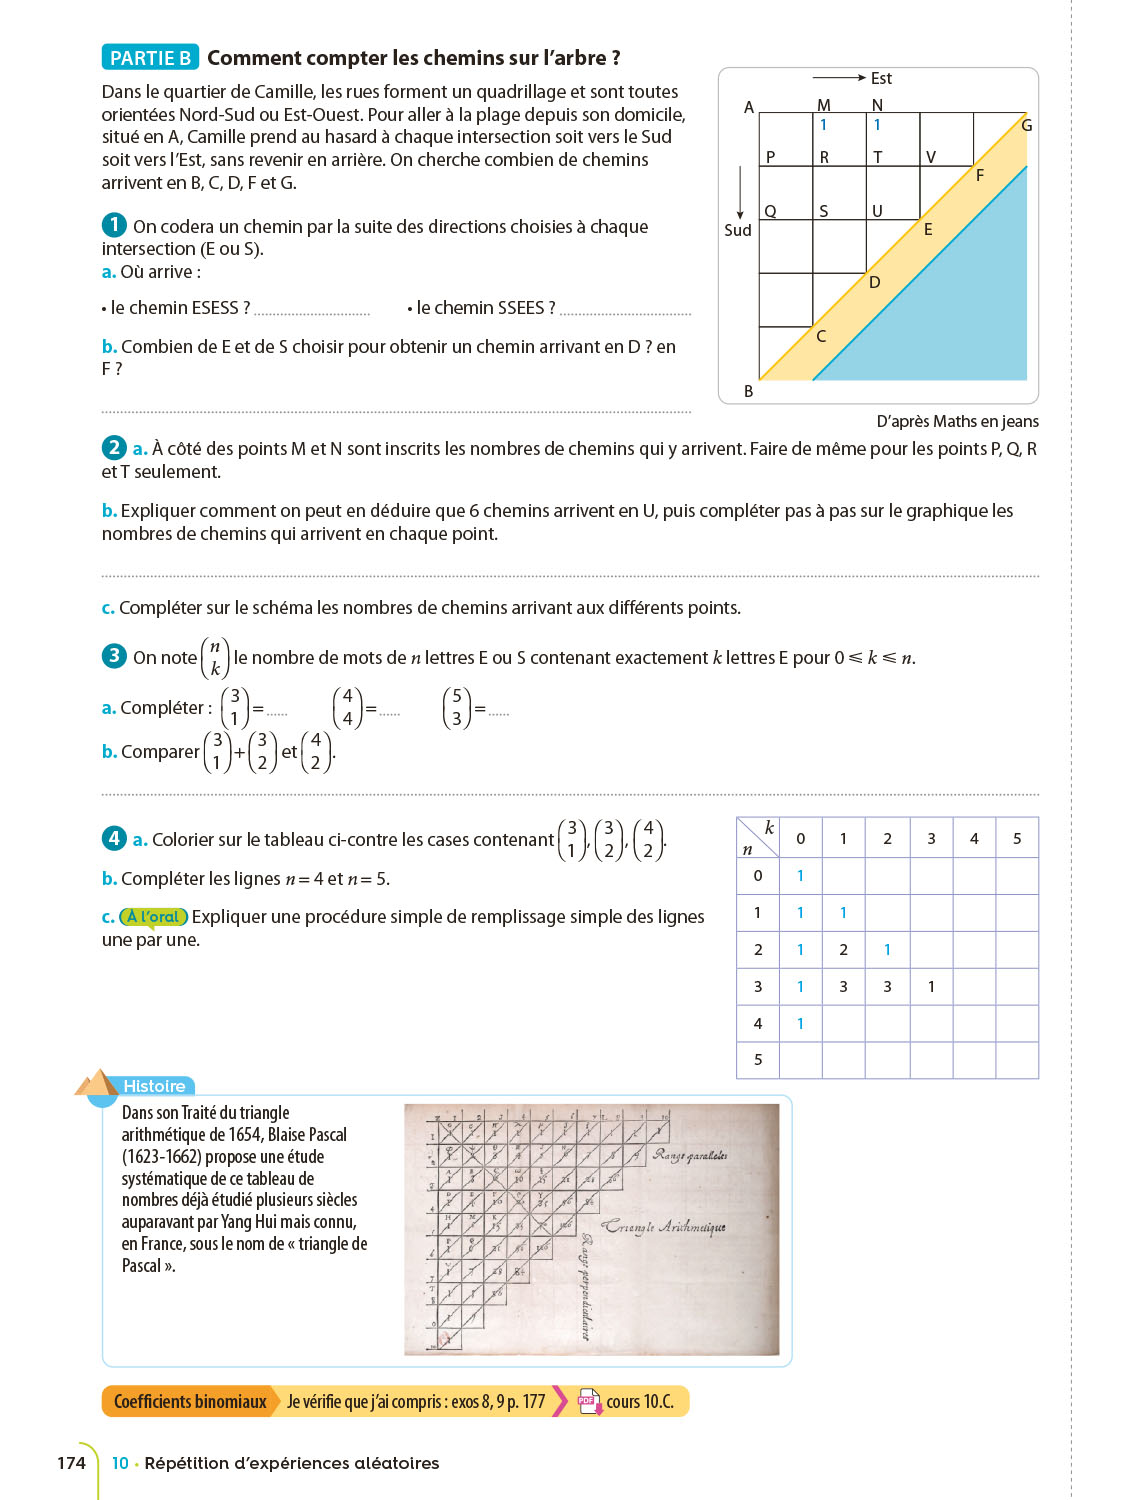 PARTIE B Comment compter les chemins sur l'arbre ?
Dans le quartier de Camille, les rues forment un quadrillage et sont toutes
orientées Nord-Sud ou Est-Ouest. Pour aller à la plage depuis son domicile,
situé en A, Camille prend au hasard à chaque intersection soit vers le Sud
soit vers l'Est, sans revenir en arrière. On cherche combien de chemins
arrivent en B, C, D, F et G.
1 On codera un chemin par la suite des directions choisies à chaque
intersection (E ou S).
a. Où arrive :
• le chemin ESESS ? • le chemin SSEES ?
b. Combien de E et de S choisir pour obtenir un chemin arrivant en D ? en
F ?
Est
A M N
1 1 G
P R T V
F
Q S U
Sud E
D
C
B
D'après Maths en jeans
2 a. À côté des points M et N sont inscrits les nombres de chemins qui y arrivent. Faire de même pour les points P, Q, R
et T seulement.
b. Expliquer comment on peut en déduire que 6 chemins arrivent en U, puis compléter pas à pas sur le graphique les
nombres de chemins qui arrivent en chaque point.
c. Compléter sur le schéma les nombres de chemins arrivant aux différents points.
3 On note (n k) le nombre de mots de n lettres E ou S contenant exactement k lettres E pour 0 ⩽ k ⩽ n.
a. Compléter : (3 1) = ...... (4 4) = ...... (5 3) = ......
b. Comparer (3 1) + (3 2) et (4 2).
4 a. Colorier sur le tableau ci-contre les cases contenant (3 1), (3 2), (4 2).
b. Compléter les lignes n = 4 et n = 5.
c. À l'oral Expliquer une procédure simple de remplissage simple des lignes
une par une.
k n 0 1 2 3 4 5
0 1
1 1 1
2 1 2 1
3 1 3 3 1
4 1
5
Histoire
Dans son Traité du triangle
arithmétique de 1654, Blaise Pascal
(1623-1662) propose une étude
systématique de ce tableau de
nombres déjà étudié plusieurs siècles
auparavant par Yang Hui mais connu,
en France, sous le nom de « triangle de
Pascal ».
Rangs paralleles
Triangle Arithmetique
Rangs perpendiculaires
Coefficients binomiaux Je vérifie que j'ai compris : exos 8, 9 p. 177 PDF cours 10.C.
174 10 • Répétition d'expériences aléatoires